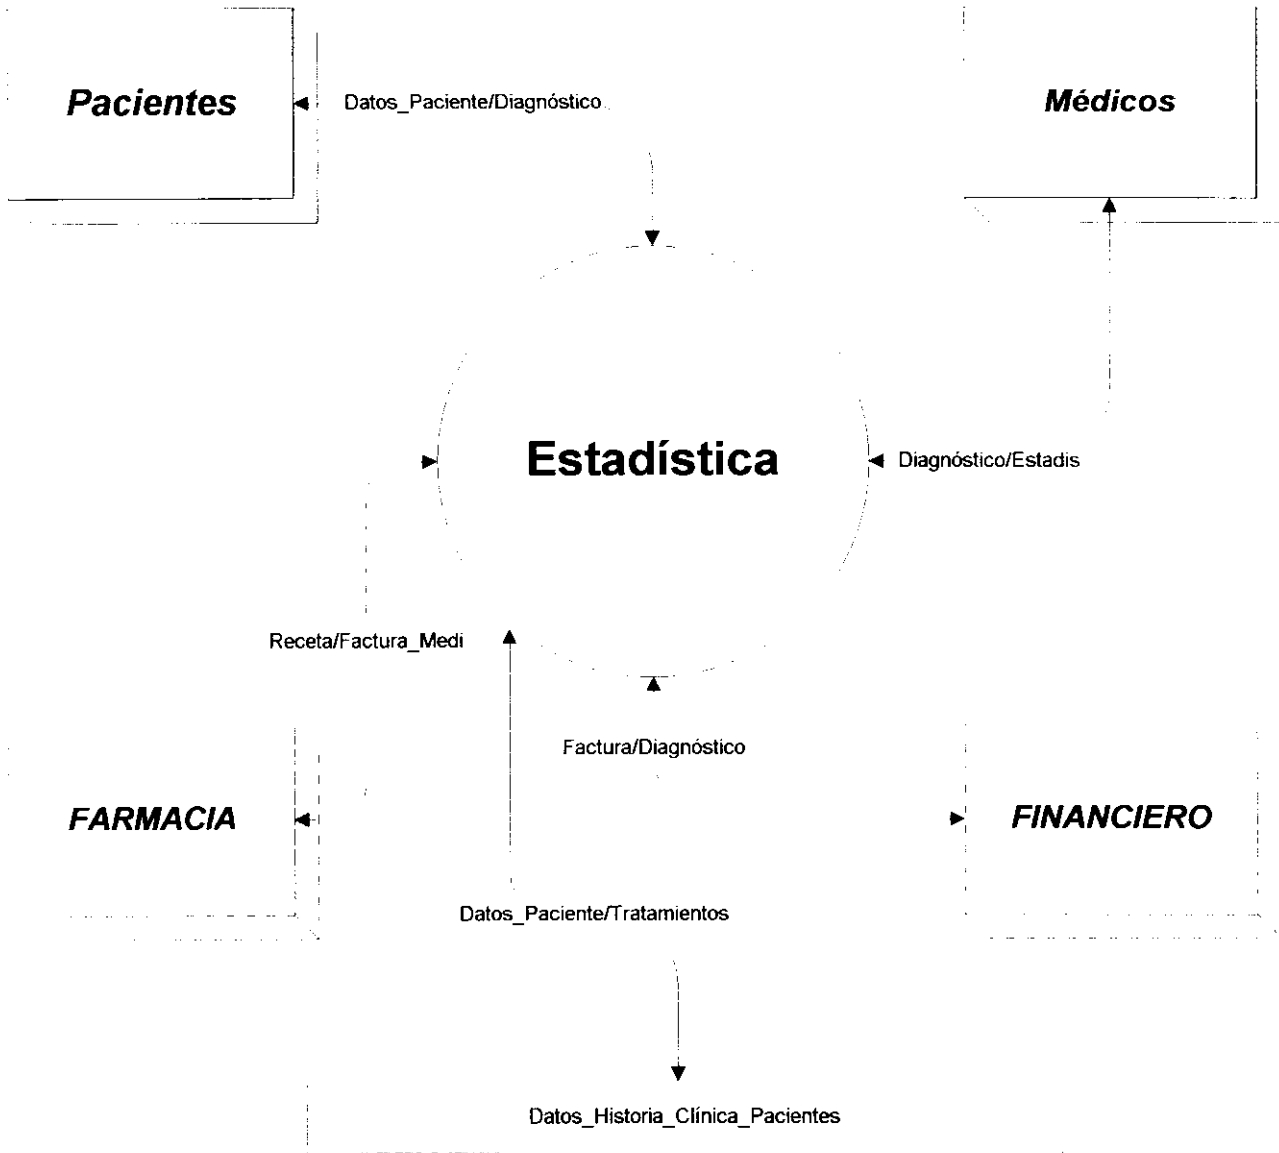 Pacientes
Datos_Paciente/Diagnóstico
Médicos
Estadística
Diagnóstico/Estadis
Receta/Factura_Medi
Factura/Diagnóstico
FARMACIA
FINANCIERO
Datos_Paciente/Tratamientos
Datos_Historia_Clínica_Pacientes